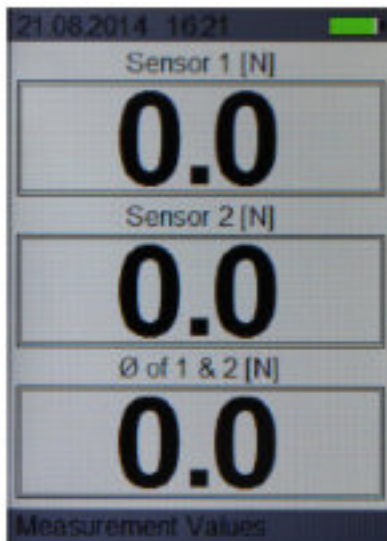 21.08.2014 16:21
Sensor 1 [N]
0.0
Sensor 2 [N]
0.0
Ø of 1 & 2 [N]
0.0
Measurement Values